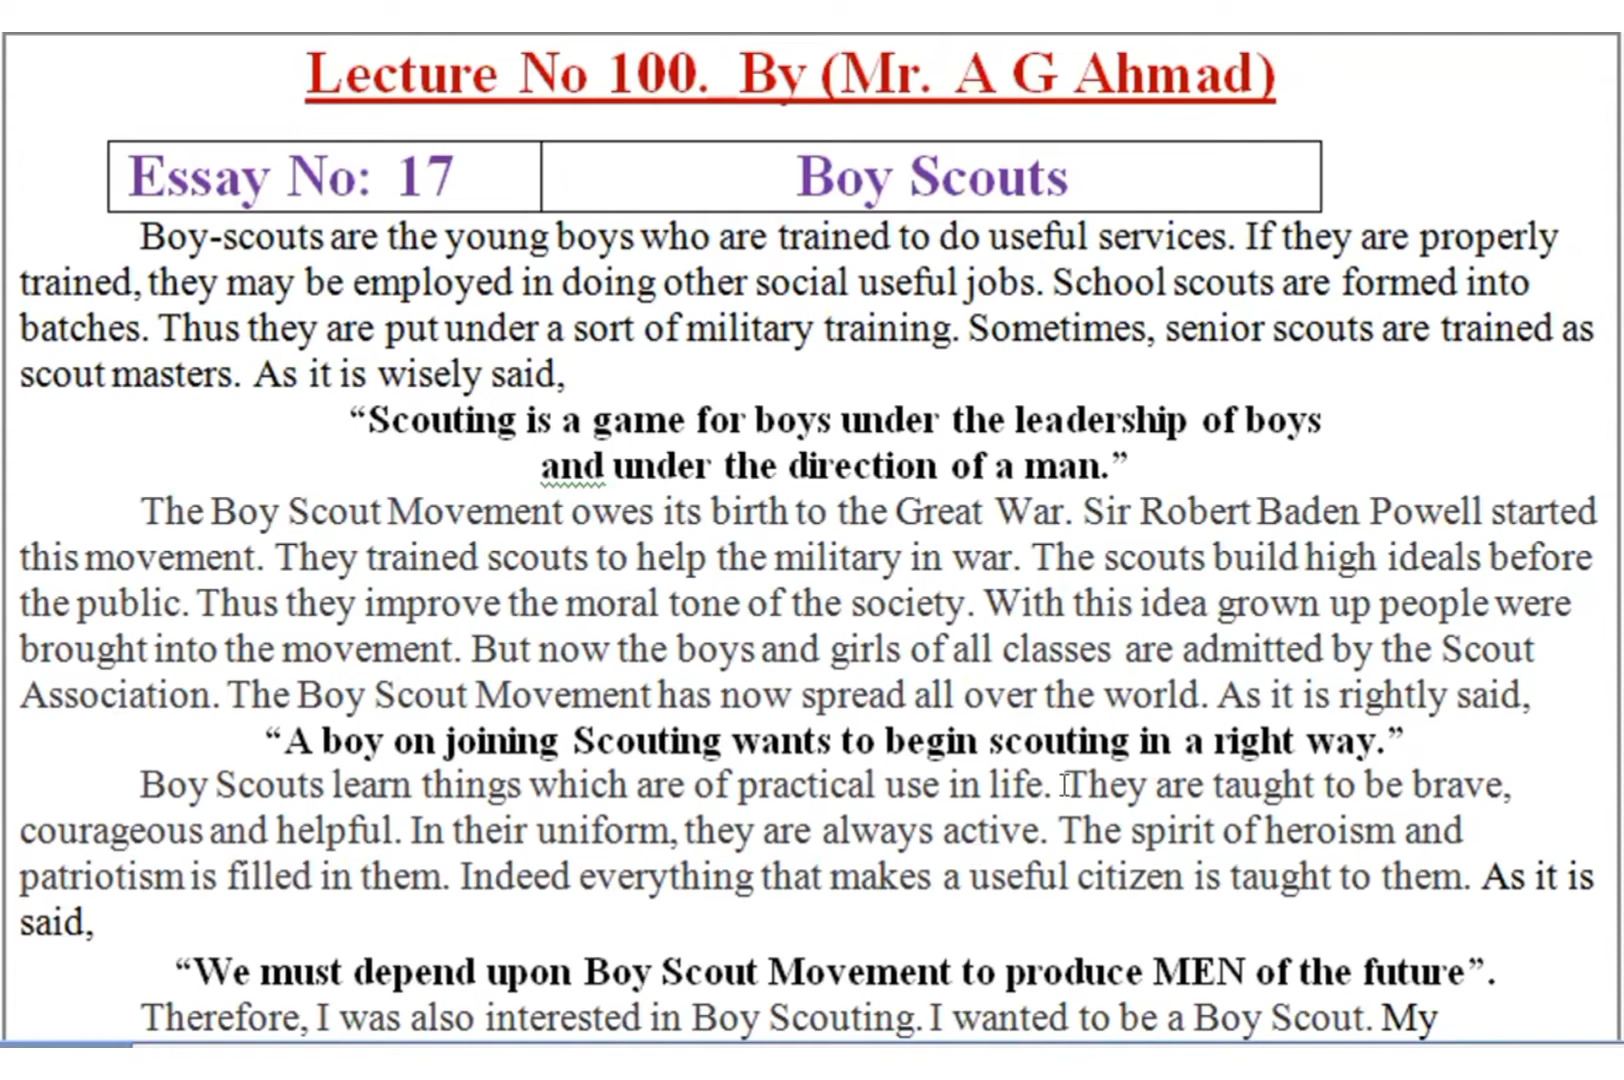 Lecture No 100. By (Mr. A G Ahmad)
Essay No: 17 Boy Scouts
Boy-scouts are the young boys who are trained to do useful services. If they are properly
trained, they may be employed in doing other social useful jobs. School scouts are formed into
batches. Thus they are put under a sort of military training. Sometimes, senior scouts are trained as
scout masters. As it is wisely said,
“Scouting is a game for boys under the leadership of boys
and under the direction of a man.”
The Boy Scout Movement owes its birth to the Great War. Sir Robert Baden Powell started
this movement. They trained scouts to help the military in war. The scouts build high ideals before
the public. Thus they improve the moral tone of the society. With this idea grown up people were
brought into the movement. But now the boys and girls of all classes are admitted by the Scout
Association. The Boy Scout Movement has now spread all over the world. As it is rightly said,
“A boy on joining Scouting wants to begin scouting in a right way.”
Boy Scouts learn things which are of practical use in life. They are taught to be brave,
courageous and helpful. In their uniform, they are always active. The spirit of heroism and
patriotism is filled in them. Indeed everything that makes a useful citizen is taught to them. As it is
said,
“We must depend upon Boy Scout Movement to produce MEN of the future”.
Therefore, I was also interested in Boy Scouting. I wanted to be a Boy Scout. My